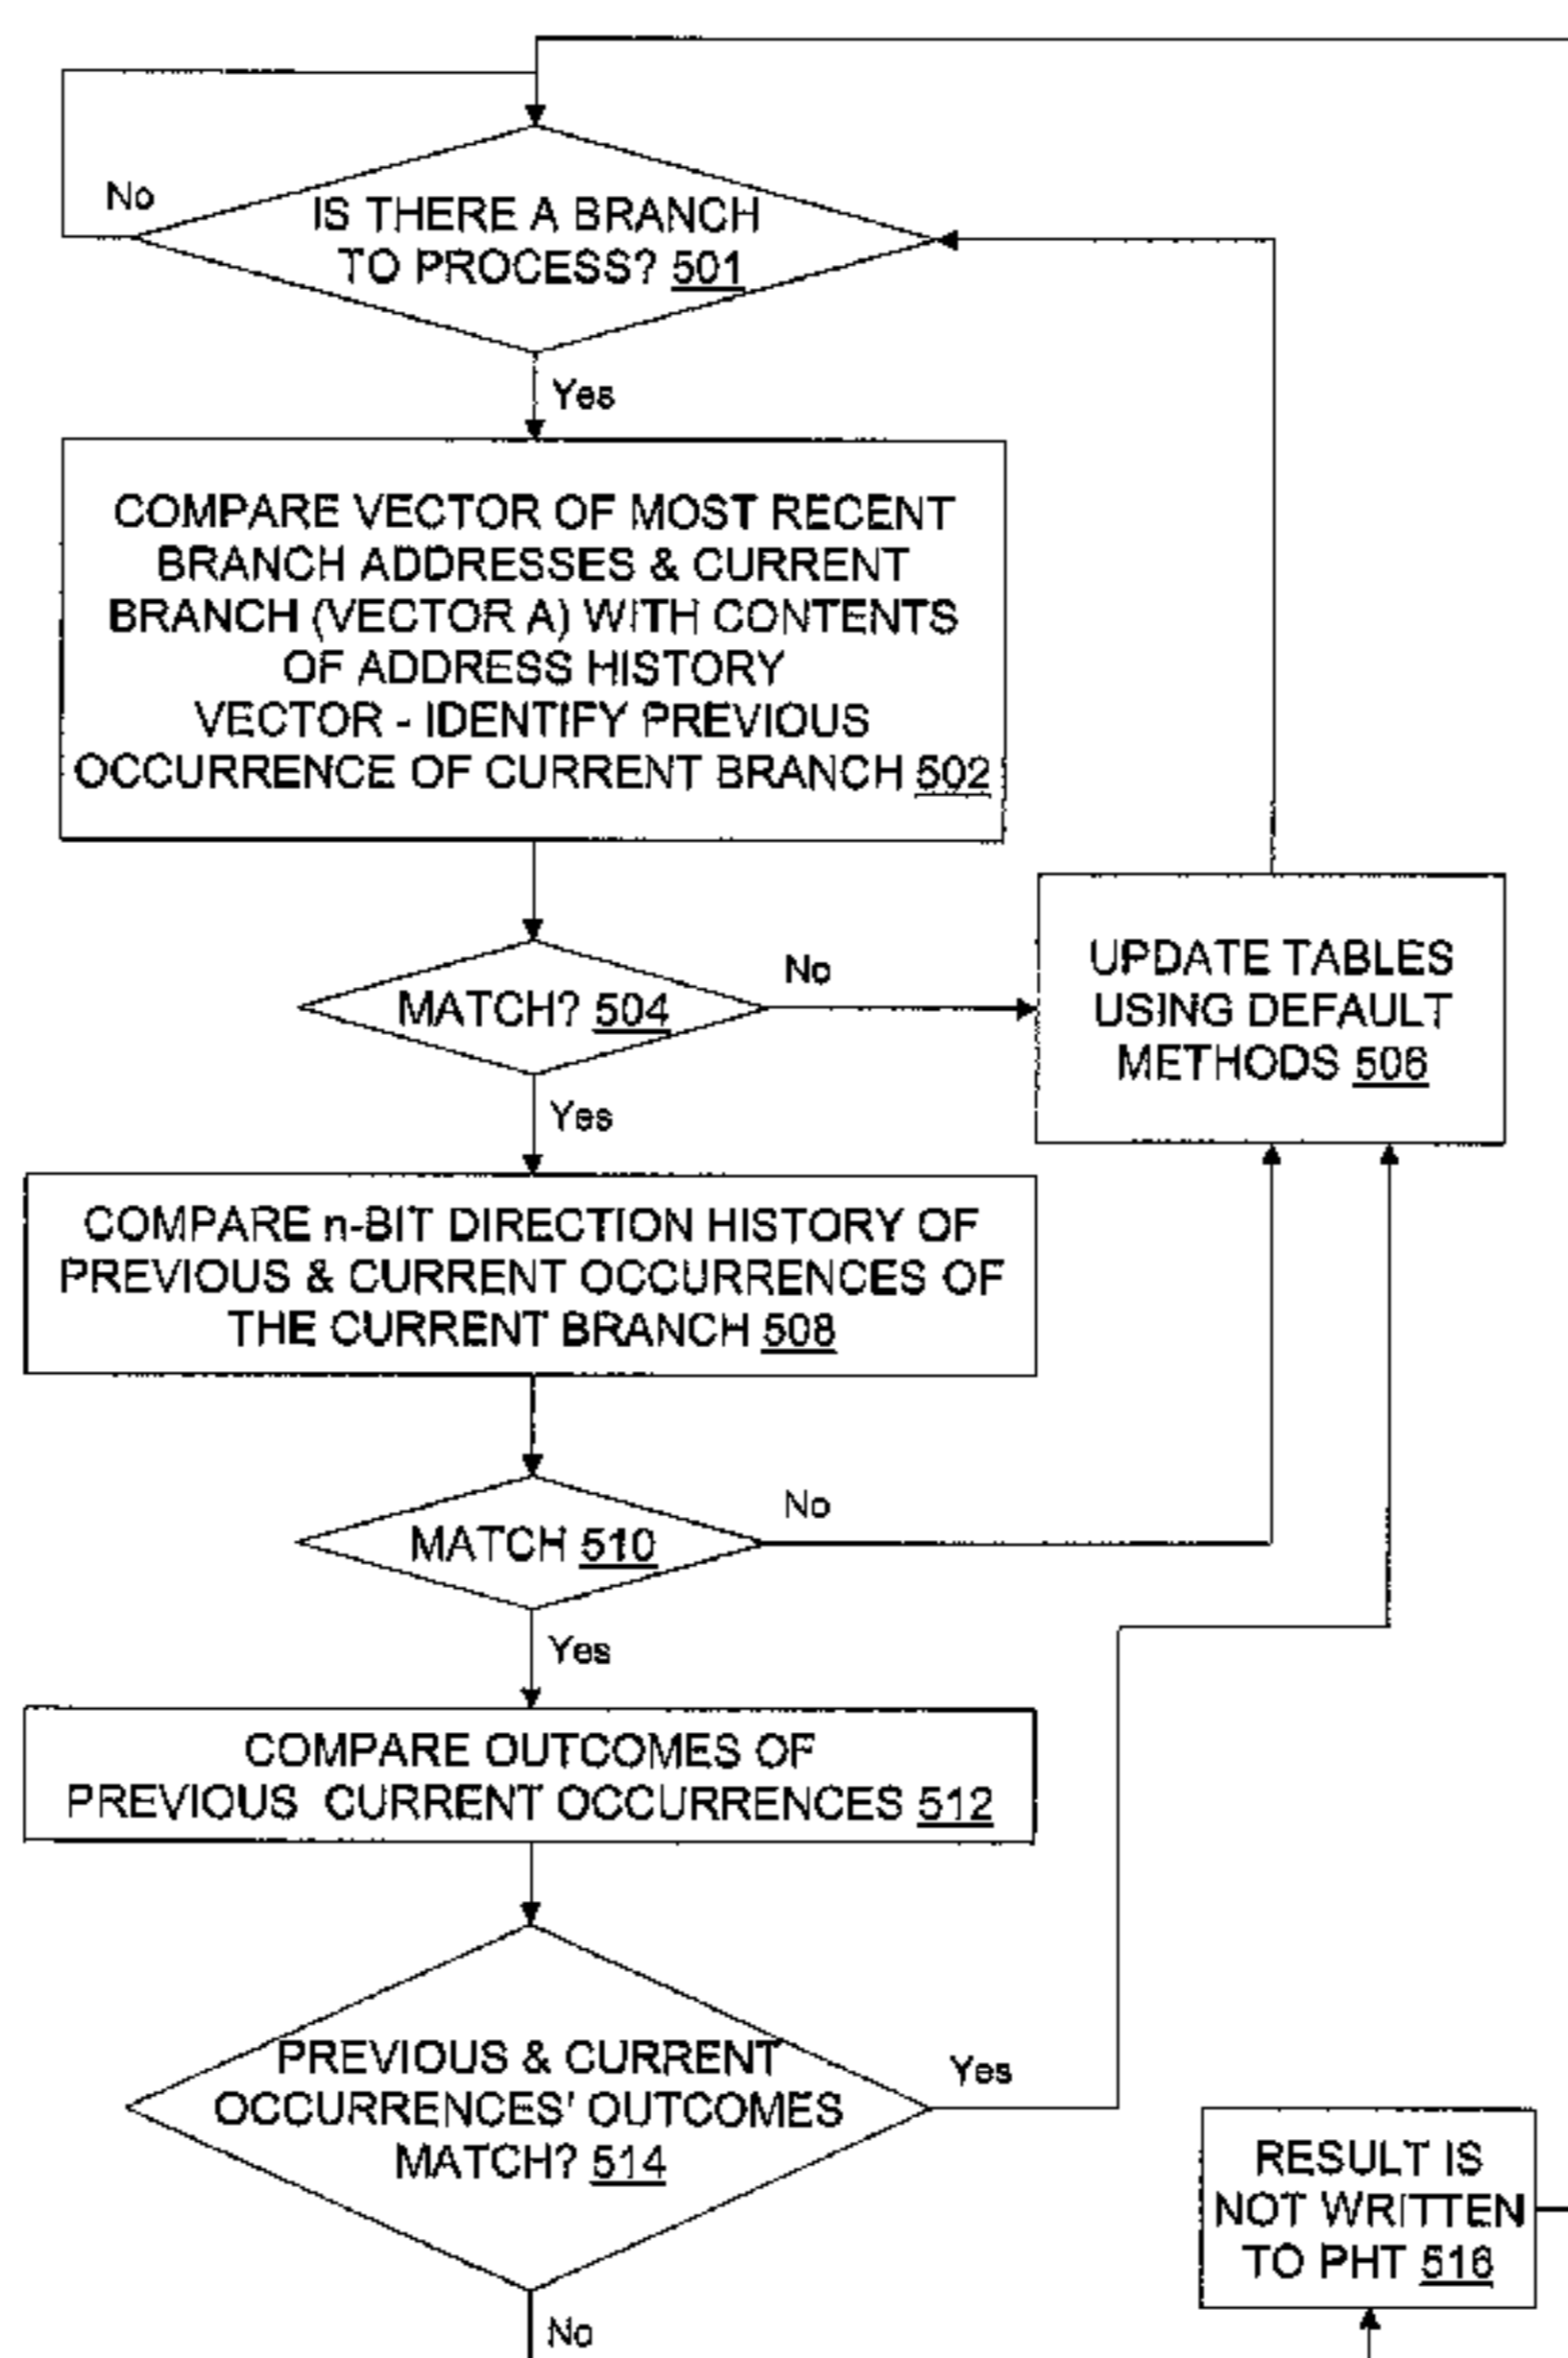 No
IS THERE A BRANCH
TO PROCESS? 501
Yes
COMPARE VECTOR OF MOST RECENT
BRANCH ADDRESSES & CURRENT
BRANCH (VECTOR A) WITH CONTENTS
OF ADDRESS HISTORY
VECTOR - IDENTIFY PREVIOUS
OCCURRENCE OF CURRENT BRANCH 502
MATCH? 504
No
UPDATE TABLES
USING DEFAULT
METHODS 506
Yes
COMPARE n-BIT DIRECTION HISTORY OF
PREVIOUS & CURRENT OCCURRENCES OF
THE CURRENT BRANCH 508
MATCH 510
No
Yes
COMPARE OUTCOMES OF
PREVIOUS CURRENT OCCURRENCES 512
PREVIOUS & CURRENT
OCCURRENCES' OUTCOMES
MATCH? 514
Yes
No
RESULT IS
NOT WRITTEN
TO PHT 516